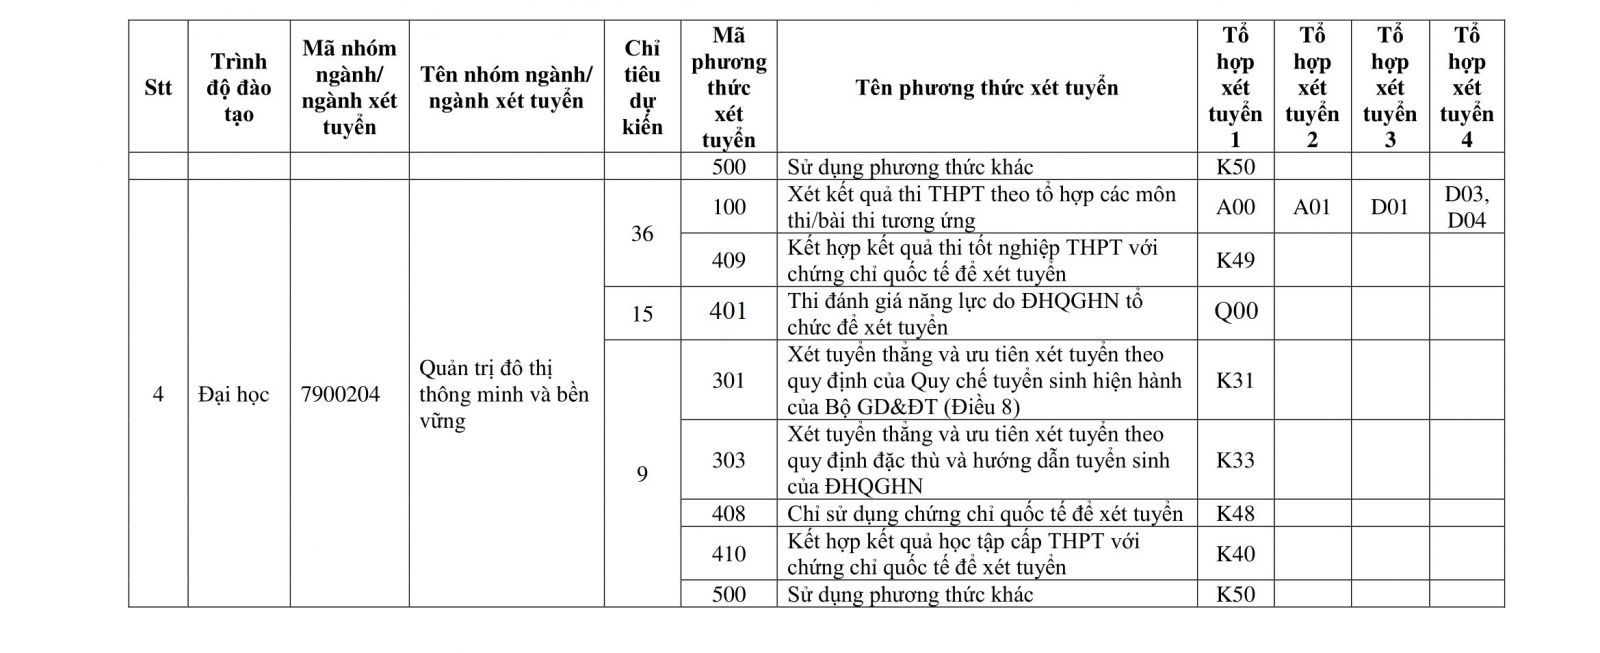 Stt
Trình
độ đào
tạo
Mã nhóm
ngành/
ngành xét
tuyển
Tên nhóm ngành/
ngành xét tuyển
Chỉ
tiêu
dự
kiến
Mã
phương
thức
xét
tuyển
Tên phương thức xét tuyển
Tổ
hợp
xét
tuyển
1
Tổ
hợp
xét
tuyển
2
Tổ
hợp
xét
tuyển
3
Tổ
hợp
xét
tuyển
4
500
Sử dụng phương thức khác
K50
4
Đại học
7900204
Quản trị đô thị
thông minh và bền
vững
36
100
Xét kết quả thi THPT theo tổ hợp các môn
thi/bài thi tương ứng
A00
A01
D01
D03,
D04
409
Kết hợp kết quả thi tốt nghiệp THPT với
chứng chỉ quốc tế để xét tuyển
K49
15
401
Thi đánh giá năng lực do ĐHQGHN tổ
chức để xét tuyển
Q00
9
301
Xét tuyển thẳng và ưu tiên xét tuyển theo
quy định của Quy chế tuyển sinh hiện hành
của Bộ GD&ĐT (Điều 8)
K31
303
Xét tuyển thẳng và ưu tiên xét tuyển theo
quy định đặc thù và hướng dẫn tuyển sinh
của ĐHQGHN
K33
408
Chỉ sử dụng chứng chỉ quốc tế để xét tuyển
K48
410
Kết hợp kết quả học tập cấp THPT với
chứng chỉ quốc tế để xét tuyển
K40
500
Sử dụng phương thức khác
K50